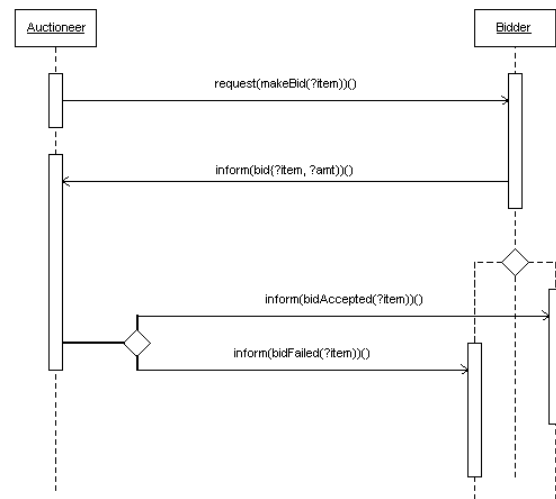 Auctioneer
Bidder
request(makeBid(?item))()
inform(bid(?item, ?amt))()
inform(bidAccepted(?item))()
inform(bidFailed(?item))()